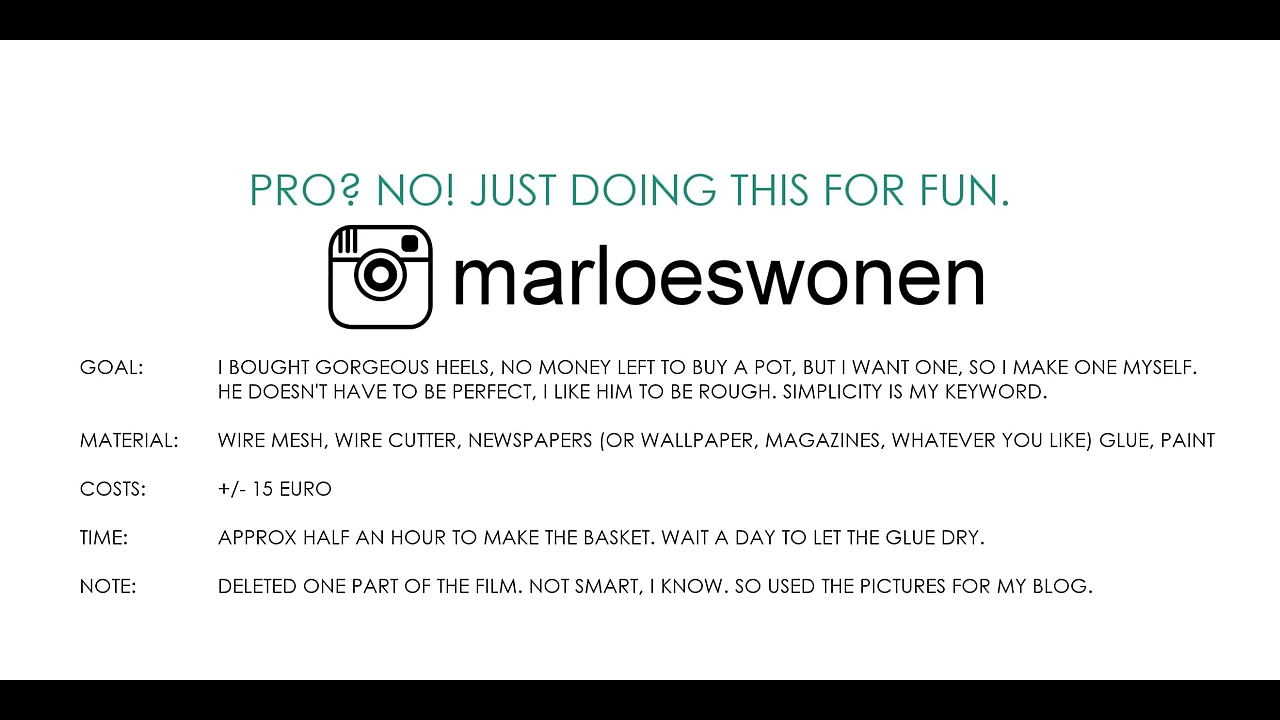 PRO? NO! JUST DOING THIS FOR FUN.
marloeswonen
GOAL: I BOUGHT GORGEOUS HEELS, NO MONEY LEFT TO BUY A POT, BUT I WANT ONE, SO I MAKE ONE MYSELF.
HE DOESN'T HAVE TO BE PERFECT, I LIKE HIM TO BE ROUGH. SIMPLICITY IS MY KEYWORD.
MATERIAL: WIRE MESH, WIRE CUTTER, NEWSPAPERS (OR WALLPAPER, MAGAZINES, WHATEVER YOU LIKE) GLUE, PAINT
COSTS: +/- 15 EURO
TIME: APPROX HALF AN HOUR TO MAKE THE BASKET. WAIT A DAY TO LET THE GLUE DRY.
NOTE: DELETED ONE PART OF THE FILM. NOT SMART, I KNOW. SO USED THE PICTURES FOR MY BLOG.